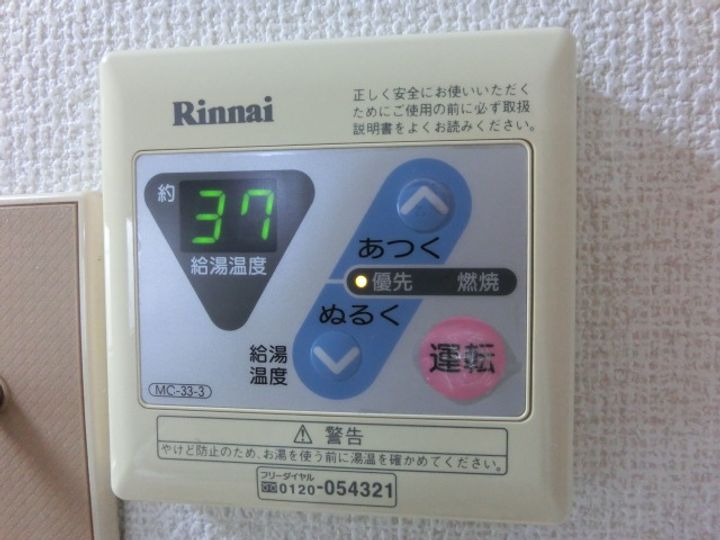 Rinnai
正しく安全にお使いいただく
ためにご使用の前に必ず取扱
説明書をよくお読みください。
約
37
給湯温度
あつく
優先 燃焼
ぬるく
給湯
温度
運転
MC-33-3
⚠ 警告
やけど防止のため、お湯を使う前に湯温を確かめてください。
フリーダイヤル
0120-054321